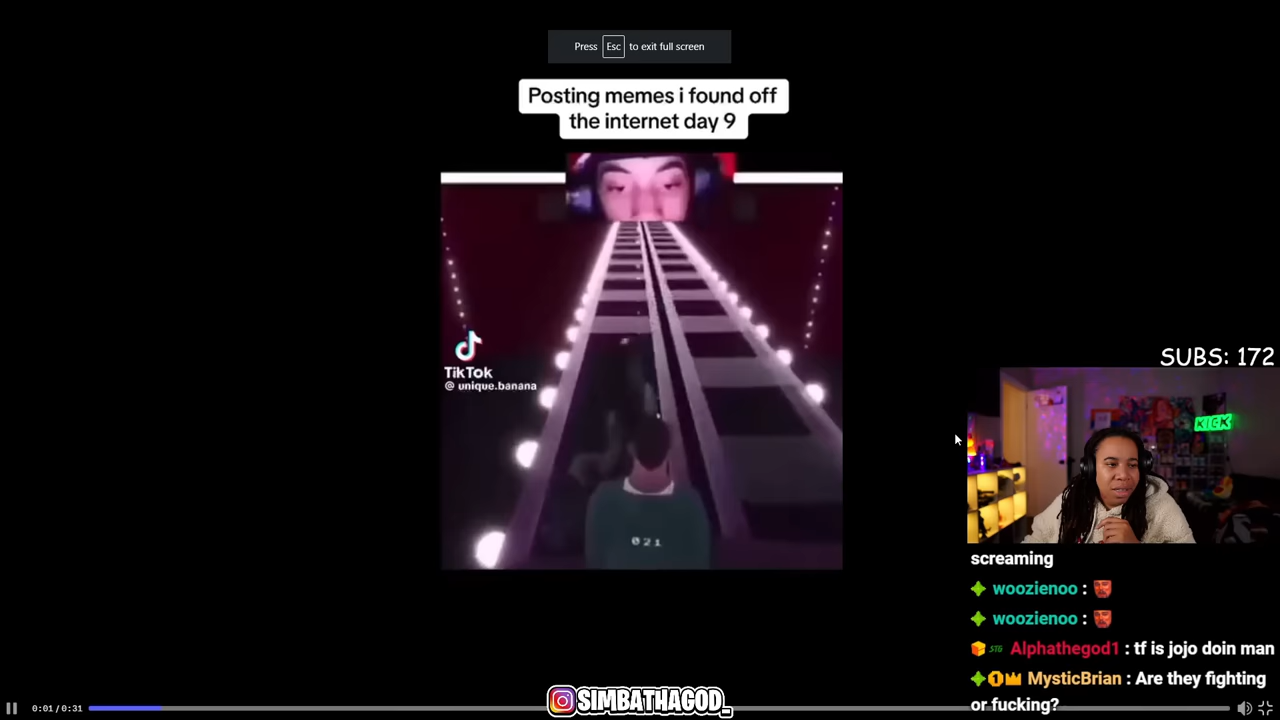 Press Esc to exit full screen
Posting memes i found off
the internet day 9
TikTok
@ unique.banana
021
SUBS: 172
KICK
screaming
woozienoo :
woozienoo :
STG Alphathegod1 : tf is jojo doin man
1 MysticBrian : Are they fighting
or fucking?
0:01 / 0:31
SIMBATHAGOD_